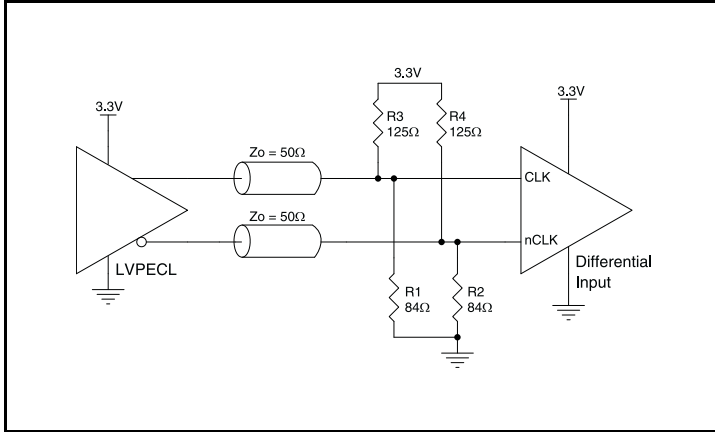 3.3V
3.3V
3.3V
R3
125Ω
R4
125Ω
Zo = 50Ω
CLK
Zo = 50Ω
nCLK
LVPECL
Differential
Input
R1
84Ω
R2
84Ω